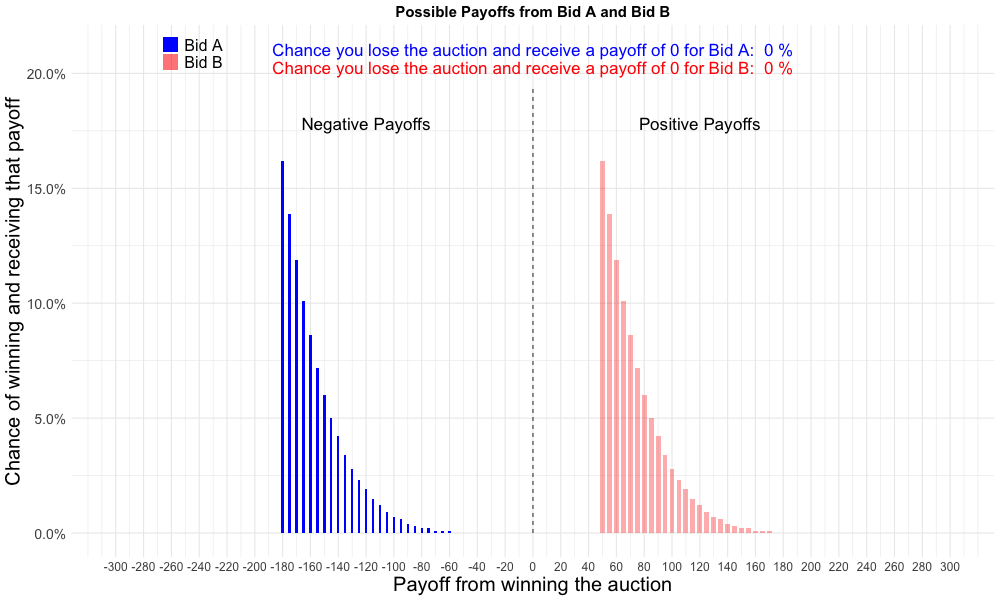 Possible Payoffs from Bid A and Bid B
Bid A
Bid B
Chance you lose the auction and receive a payoff of 0 for Bid A:  0 %
Chance you lose the auction and receive a payoff of 0 for Bid B:  0 %
Negative Payoffs
Positive Payoffs
Chance of winning and receiving that payoff
20.0%
15.0%
10.0%
5.0%
0.0%
-300 -280 -260 -240 -220 -200 -180 -160 -140 -120 -100 -80 -60 -40 -20 0 20 40 60 80 100 120 140 160 180 200 220 240 260 280 300
Payoff from winning the auction